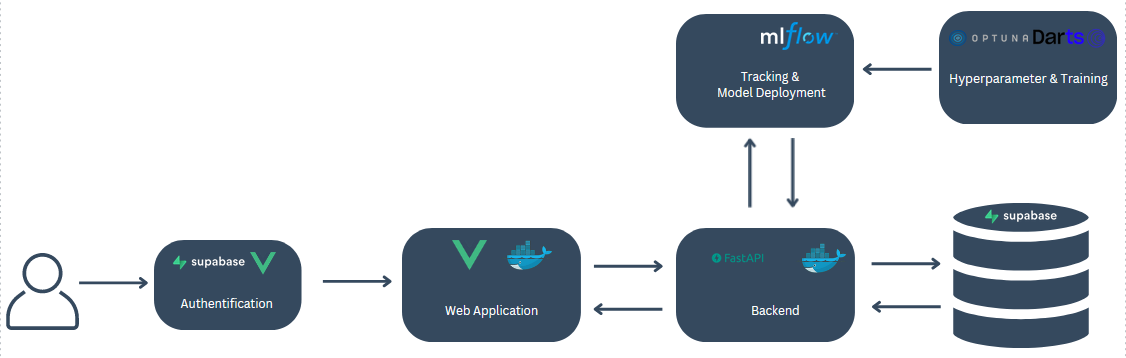 mlflow
Tracking &
Model Deployment
OPTUNA Darts
Hyperparameter & Training
supabase
Authentification
Web Application
FastAPI
Backend
supabase